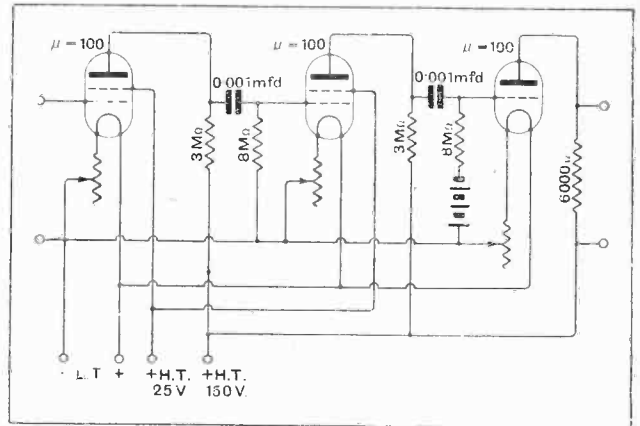 μ = 100
μ = 100
μ = 100
0·001mfd
0·001mfd
3MΩ
8MΩ
3MΩ
8MΩ
6000ω
- L.T +
+H.T. 25V
+H.T. 150V.